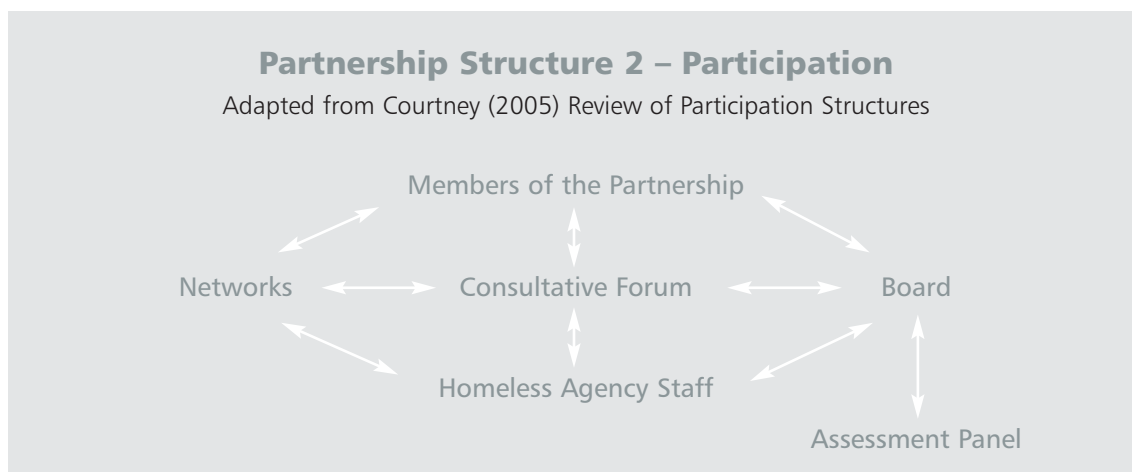 Partnership Structure 2 – Participation
Adapted from Courtney (2005) Review of Participation Structures
Members of the Partnership
Networks
Consultative Forum
Board
Homeless Agency Staff
Assessment Panel